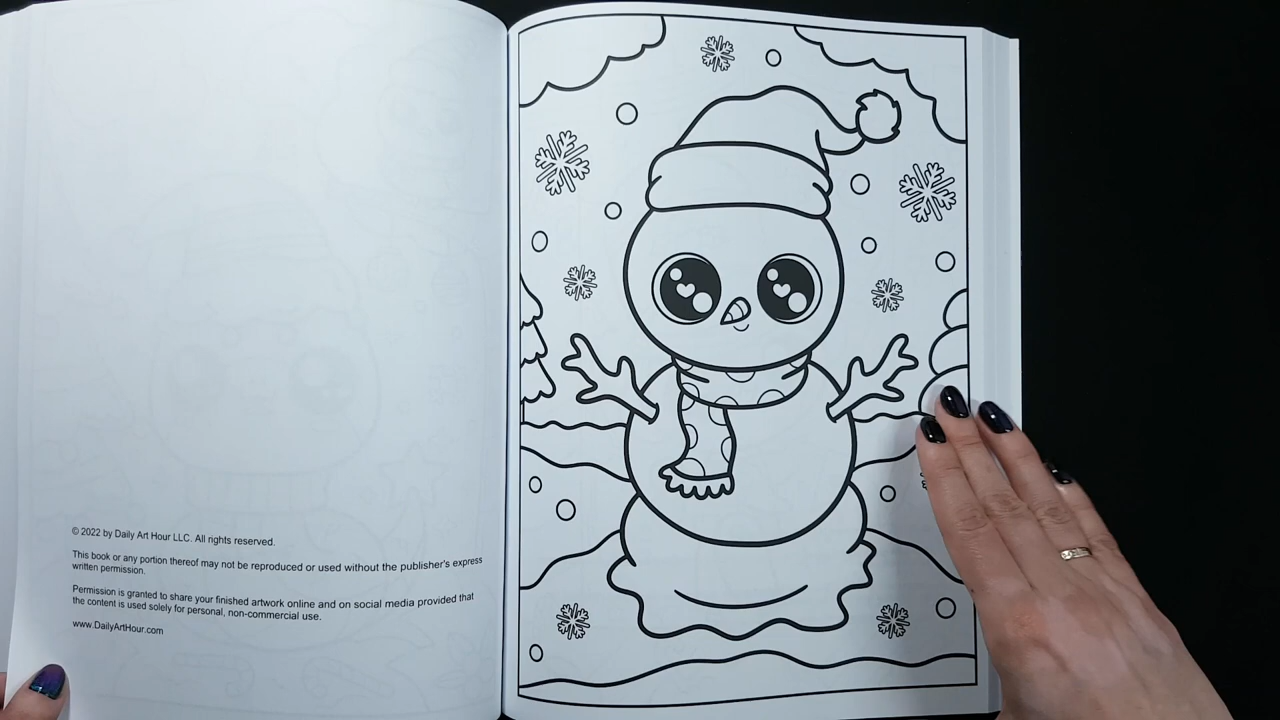 © 2022 by Daily Art Hour LLC. All rights reserved.
This book or any portion thereof may not be reproduced or used without the publisher's express
written permission.
Permission is granted to share your finished artwork online and on social media provided that
the content is used solely for personal, non-commercial use.
www.DailyArtHour.com